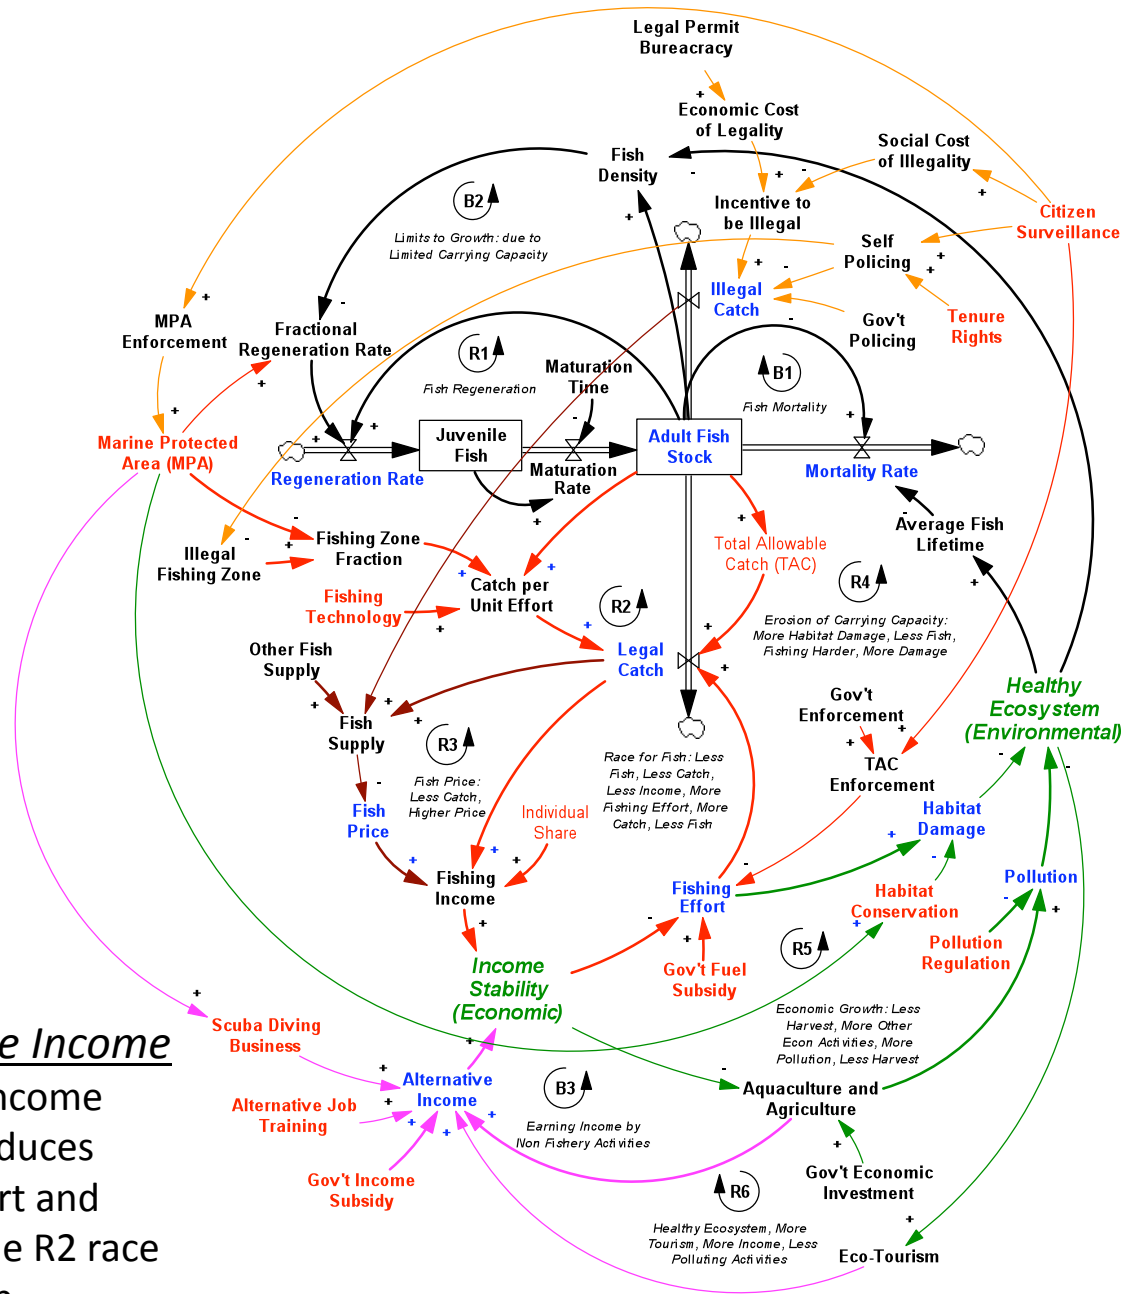 Legal Permit
Bureacracy
Economic Cost
of Legality
Social Cost
of Illegality
Fish
Density
Incentive to
be Illegal
Citizen
Surveillance
B2
Limits to Growth: due to
Limited Carrying Capacity
Self
Policing
Illegal
Catch
Tenure
Rights
Gov't
Policing
MPA
Enforcement
Fractional
Regeneration Rate
R1
Fish Regeneration
Maturation
Time
B1
Fish Mortality
Marine Protected
Area (MPA)
Juvenile
Fish
Adult Fish
Stock
Regeneration Rate
Maturation
Rate
Mortality Rate
Average Fish
Lifetime
Illegal
Fishing Zone
Fishing Zone
Fraction
Total Allowable
Catch (TAC)
Catch per
Unit Effort
Fishing
Technology
R2
R4
Erosion of Carrying Capacity:
More Habitat Damage, Less Fish,
Fishing Harder, More Damage
Other Fish
Supply
Legal
Catch
Healthy
Ecosystem
(Environmental)
Gov't
Enforcement
Fish
Supply
R3
Fish Price:
Less Catch,
Higher Price
Race for Fish: Less
Fish, Less Catch,
Less Income, More
Fishing Effort, More
Catch, Less Fish
TAC
Enforcement
Fish
Price
Individual
Share
Habitat
Damage
Fishing
Income
Fishing
Effort
Habitat
Conservation
Pollution
Pollution
Regulation
R5
Income
Stability
(Economic)
Gov't Fuel
Subsidy
Economic Growth: Less
Harvest, More Other
Econ Activities, More
Pollution, Less Harvest
Scuba Diving
Business
e Income
ncome
duces
rt and
e R2 race
Alternative
Income
B3
Earning Income by
Non Fishery Activities
Aquaculture and
Agriculture
Alternative Job
Training
Gov't Income
Subsidy
Gov't Economic
Investment
R6
Healthy Ecosystem, More
Tourism, More Income, Less
Polluting Activities
Eco-Tourism